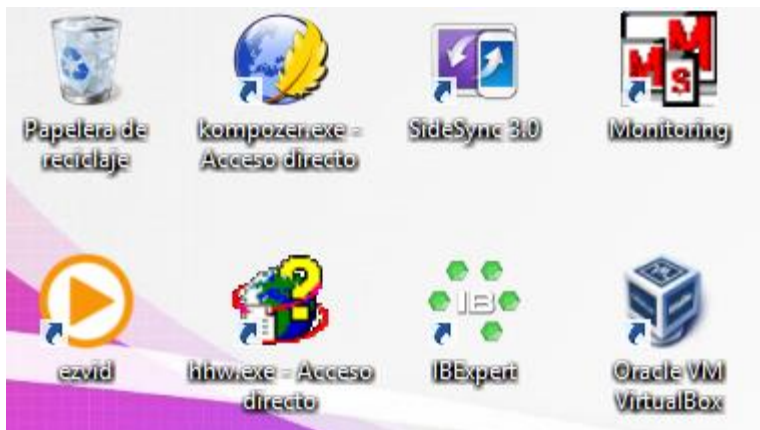 Papelera de
reciclaje
kompozer.exe -
Acceso directo
SideSync 3.0
M
M
S
Monitoring
ezvid
hhw.exe - Acceso
directo
IB
IBExpert
Oracle VM
VirtualBox